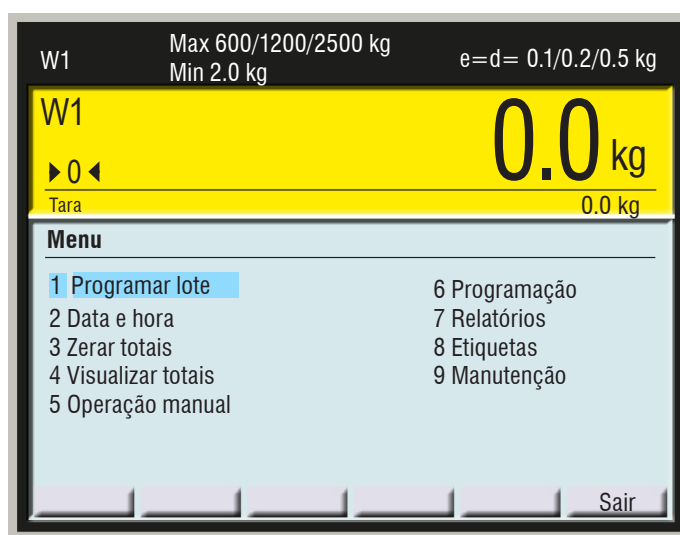 W1 Max 600/1200/2500 kg e=d= 0.1/0.2/0.5 kg
Min 2.0 kg
W1 0.0 kg
0
Tara 0.0 kg
Menu
1 Programar lote
2 Data e hora
3 Zerar totais
4 Visualizar totais
5 Operação manual
6 Programação
7 Relatórios
8 Etiquetas
9 Manutenção
Sair